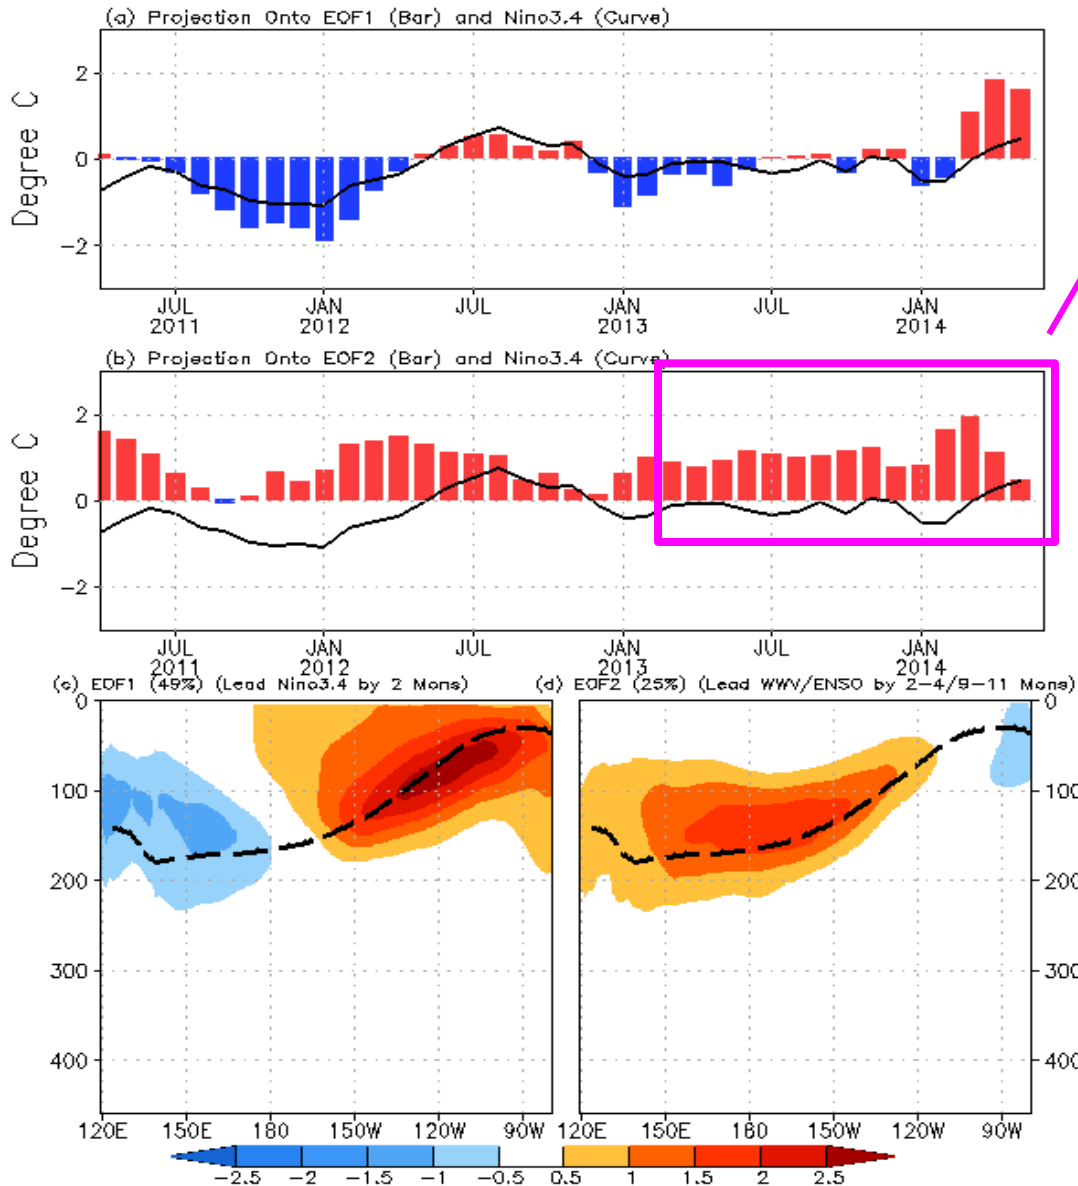 (a) Projection Onto EOF1 (Bar) and Nino3.4 (Curve)
Degree C
2
0
-2
JUL
2011
JAN
2012
JUL
JAN
2013
JUL
JAN
2014
(b) Projection Onto EOF2 (Bar) and Nino3.4 (Curve)
Degree C
2
0
-2
JUL
2011
JAN
2012
JUL
JAN
2013
JUL
JAN
2014
(c) EOF1 (49%) (Lead Nino3.4 by 2 Mons)
0
100
200
300
400
120E 150E 180 150W 120W 90W
(d) EOF2 (25%) (Lead WWV/ENSO by 2-4/9-11 Mons)
0
100
200
300
400
120E 150E 180 150W 120W 90W
-2.5 -2 -1.5 -1 -0.5 0.5 1 1.5 2 2.5